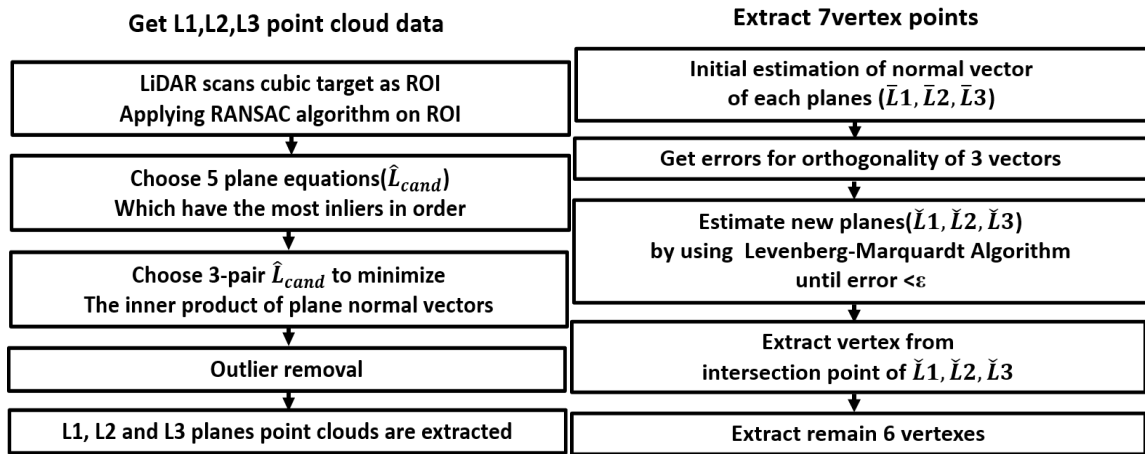 Get L1,L2,L3 point cloud data
LiDAR scans cubic target as ROI
Applying RANSAC algorithm on ROI
Choose 5 plane equations(L̂cand)
Which have the most inliers in order
Choose 3-pair L̂cand to minimize
The inner product of plane normal vectors
Outlier removal
L1, L2 and L3 planes point clouds are extracted
Extract 7vertex points
Initial estimation of normal vector
of each planes (L̄1, L̄2, L̄3)
Get errors for orthogonality of 3 vectors
Estimate new planes(Ľ1, Ľ2, Ľ3)
by using Levenberg-Marquardt Algorithm
until error <ε
Extract vertex from
intersection point of Ľ1, Ľ2, Ľ3
Extract remain 6 vertexes